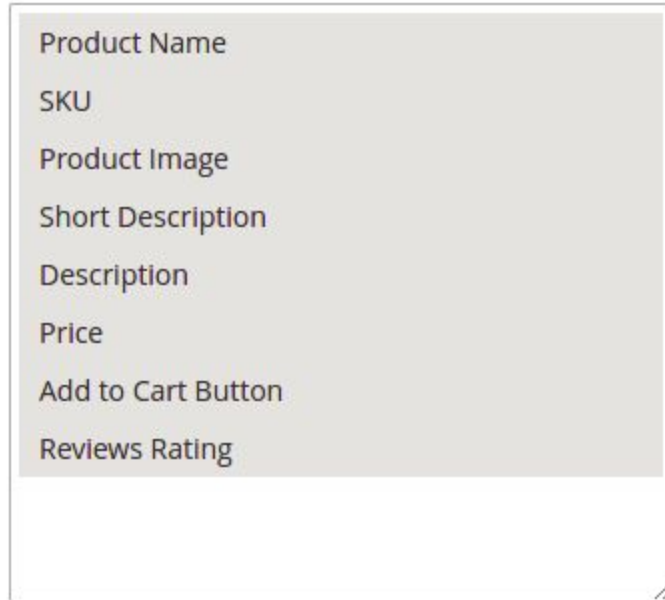 Product Name
SKU
Product Image
Short Description
Description
Price
Add to Cart Button
Reviews Rating